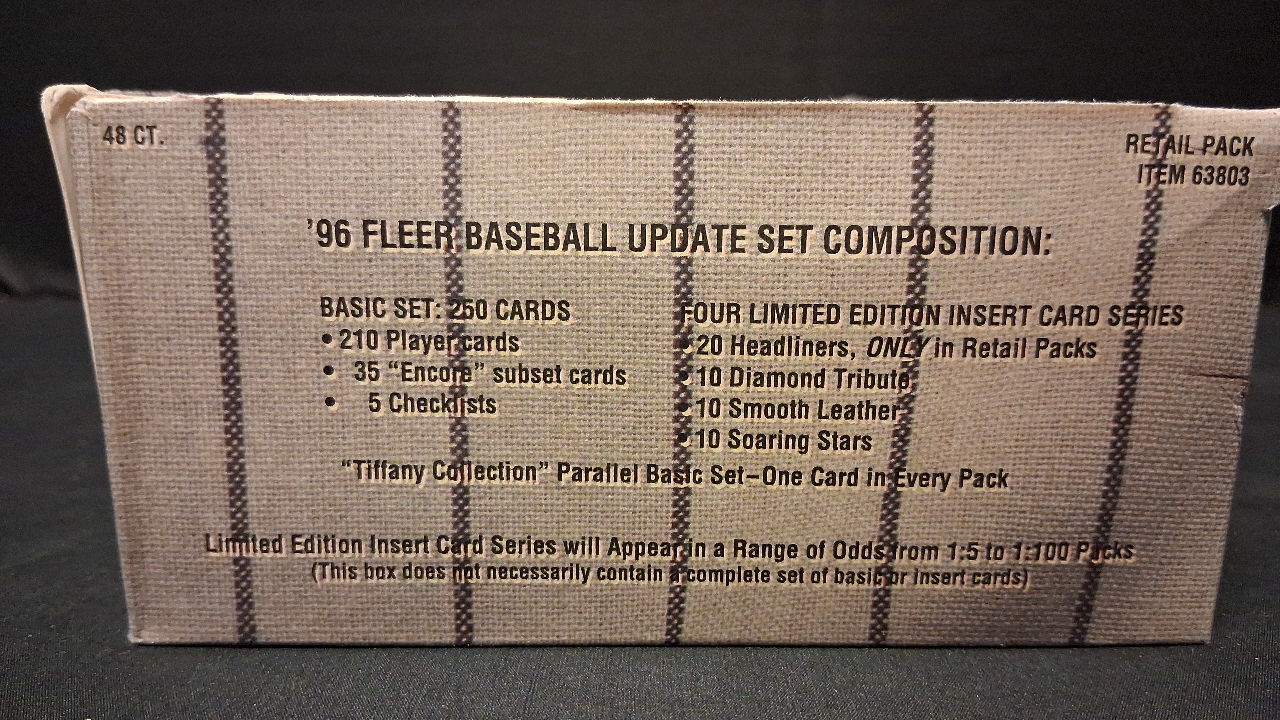 48 CT.
RETAIL PACK
ITEM 63803
'96 FLEER BASEBALL UPDATE SET COMPOSITION:
BASIC SET: 250 CARDS
• 210 Player cards
• 35 "Encore" subset cards
• 5 Checklists
FOUR LIMITED EDITION INSERT CARD SERIES
• 20 Headliners, ONLY in Retail Packs
• 10 Diamond Tribute
• 10 Smooth Leather
• 10 Soaring Stars
"Tiffany Collection" Parallel Basic Set–One Card in Every Pack
Limited Edition Insert Card Series will Appear in a Range of Odds from 1:5 to 1:100 Packs
(This box does not necessarily contain a complete set of basic or insert cards)